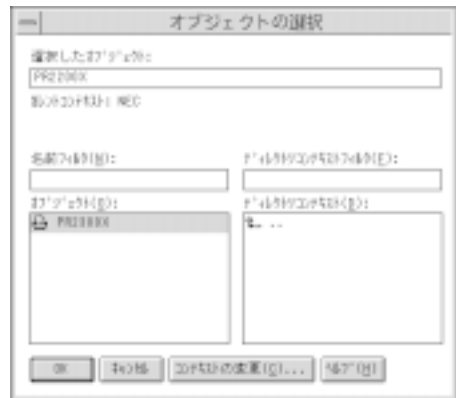 オブジェクトの選択
選択したｵﾌﾞｼﾞｪｸﾄ:
PR2200X
ｶﾚﾝﾄｺﾝﾃｷｽﾄ: NEC
名前ﾌｨﾙﾀ(N):
ﾃﾞｨﾚｸﾄﾘｺﾝﾃｷｽﾄﾌｨﾙﾀ(F):
ｵﾌﾞｼﾞｪｸﾄ(O):
ﾃﾞｨﾚｸﾄﾘｺﾝﾃｷｽﾄ(D):
PR2200X
..
OK
ｷｬﾝｾﾙ
ｺﾝﾃｷｽﾄの変更(C)...
ﾍﾙﾌﾟ(H)